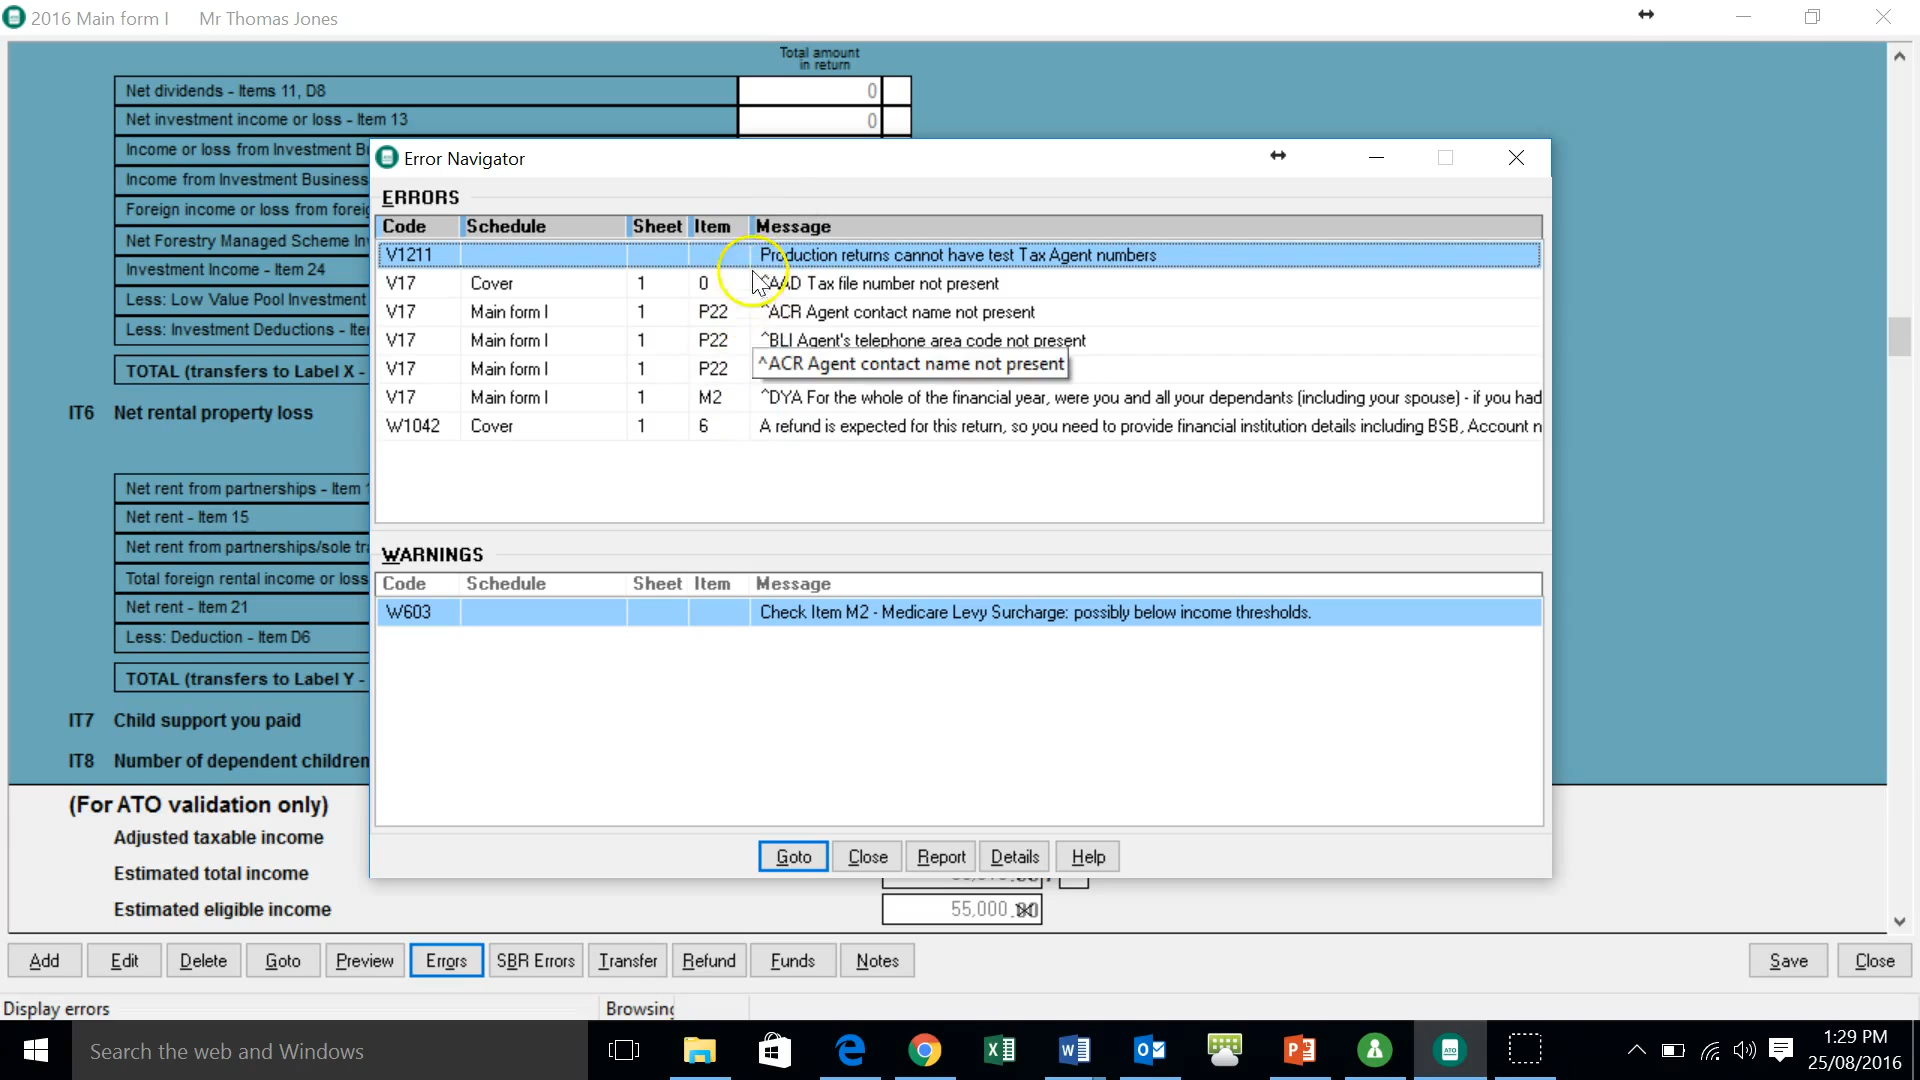 2016 Main form I Mr Thomas Jones
Total amount
in return
Net dividends - Items 11, D8 0
Net investment income or loss - Item 13 0
Income or loss from Investment B
Income from Investment Business
Foreign income or loss from
Net Forestry Managed Scheme
Investment Income - Item 24
Less: Low Value Pool Investment
Less: Investment Deductions -
TOTAL (transfers to Label X -
IT6 Net rental property loss
Net rent from partnerships - Item
Net rent - Item 15
Net rent from partnerships/sole
Total foreign rental income or loss
Net rent - Item 21
Less: Deduction - Item D6
TOTAL (transfers to Label Y -
IT7 Child support you paid
IT8 Number of dependent children
(For ATO validation only)
Adjusted taxable income
Estimated total income
Estimated eligible income 55,000
Error Navigator
ERRORS
Code Schedule Sheet Item Message
V1211 Production returns cannot have test Tax Agent numbers
V17 Cover 1 0 ^AAD Tax file number not present
V17 Main form I 1 P22 ^ACR Agent contact name not present
V17 Main form I 1 P22 ^BLI Agent's telephone area code not present
V17 Main form I 1 P22
^ACR Agent contact name not present
V17 Main form I 1 M2 ^DYA For the whole of the financial year, were you and all your dependants (including your spouse) - if you had
W1042 Cover 1 6 A refund is expected for this return, so you need to provide financial institution details including BSB, Account n
WARNINGS
Code Schedule Sheet Item Message
W603 Check Item M2 - Medicare Levy Surcharge: possibly below income thresholds.
Goto Close Report Details Help
Add Edit Delete Goto Preview Errors SBR Errors Transfer Refund Funds Notes Save Close
Display errors Browsing
Search the web and Windows
1:29 PM
25/08/2016